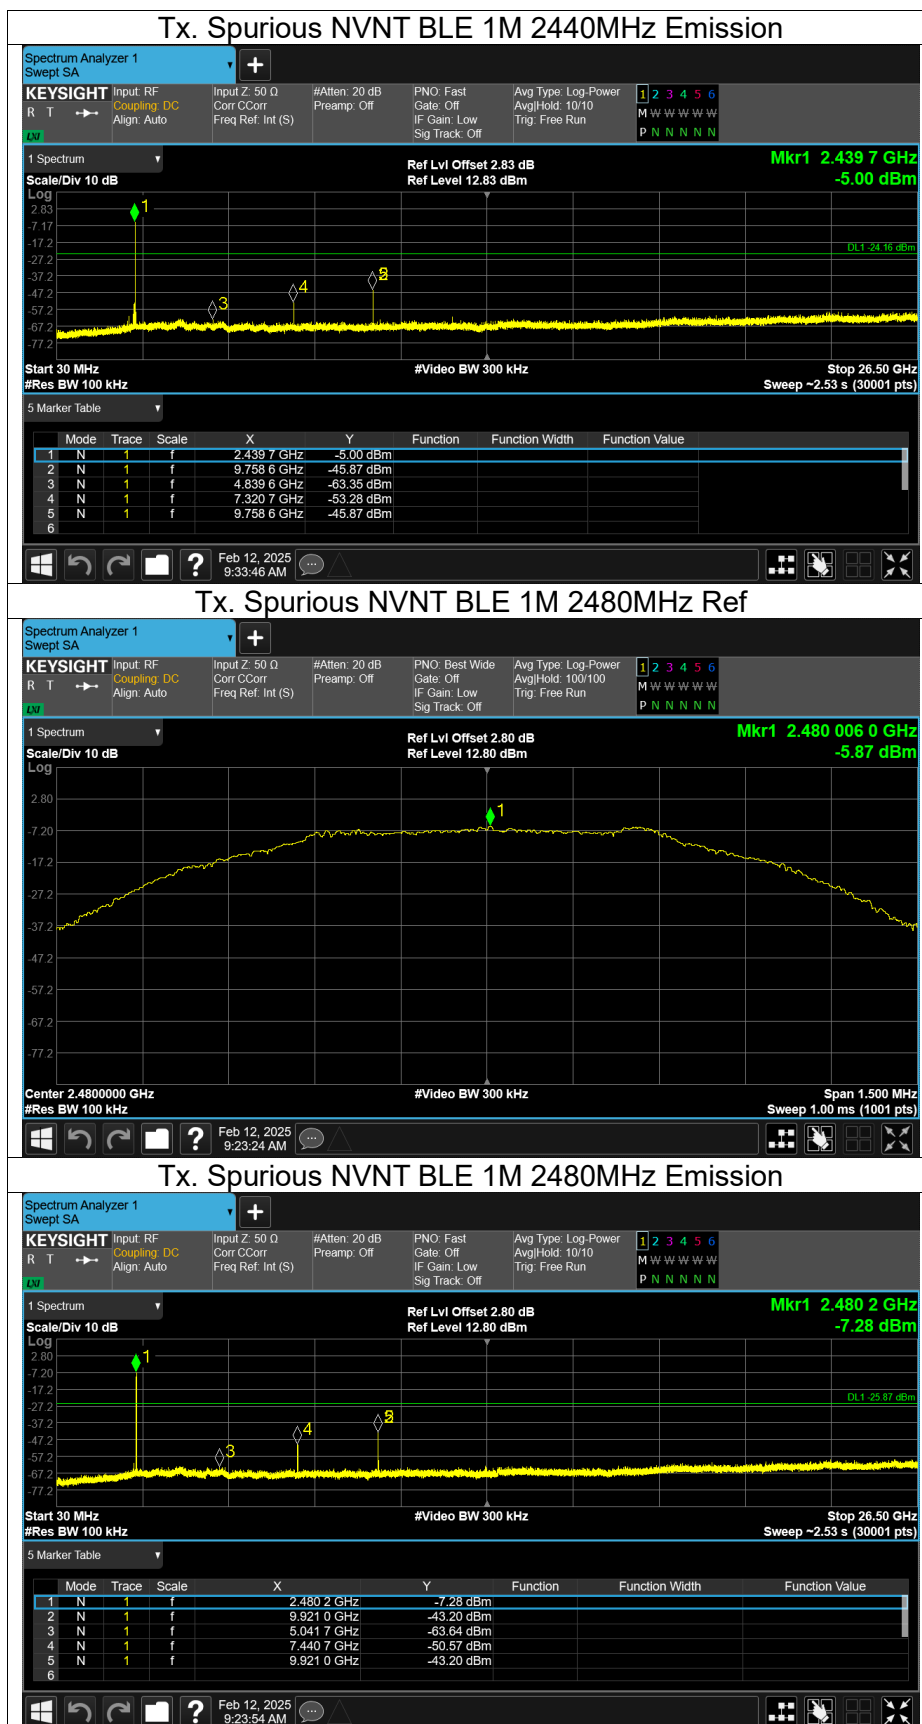 Tx. Spurious NVNT BLE 1M 2440MHz Emission
Spectrum Analyzer 1
Swept SA
+
KEYSIGHT Input: RF Input Z: 50 Ω #Atten: 20 dB PNO: Fast Avg Type: Log-Power 1 2 3 4 5 6
R T Coupling: DC Corr CCorr Preamp: Off Gate: Off Avg|Hold: 10/10 M W W W W W
Align: Auto Freq Ref: Int (S) IF Gain: Low Trig: Free Run
LXI Sig Track: Off P N N N N N
1 Spectrum Ref Lvl Offset 2.83 dB Mkr1 2.439 7 GHz
Scale/Div 10 dB Ref Level 12.83 dBm -5.00 dBm
Log
2.83
-7.17
-17.2
-27.2
-37.2
-47.2
-57.2
-67.2
-77.2
1
DL1 -24.16 dBm
4
3
Start 30 MHz #Video BW 300 kHz Stop 26.50 GHz
#Res BW 100 kHz Sweep ~2.53 s (30001 pts)
5 Marker Table
Mode Trace Scale X Y Function Function Width Function Value
1 N 1 f 2.439 7 GHz -5.00 dBm
2 N 1 f 9.758 6 GHz -45.87 dBm
3 N 1 f 4.839 6 GHz -63.35 dBm
4 N 1 f 7.320 7 GHz -53.28 dBm
5 N 1 f 9.758 6 GHz -45.87 dBm
6
? Feb 12, 2025
9:33:46 AM
Tx. Spurious NVNT BLE 1M 2480MHz Ref
Spectrum Analyzer 1
Swept SA
+
KEYSIGHT Input: RF Input Z: 50 Ω #Atten: 20 dB PNO: Best Wide Avg Type: Log-Power 1 2 3 4 5 6
R T Coupling: DC Corr CCorr Preamp: Off Gate: Off Avg|Hold: 100/100 M W W W W W
Align: Auto Freq Ref: Int (S) IF Gain: Low Trig: Free Run
LXI Sig Track: Off P N N N N N
1 Spectrum Ref Lvl Offset 2.80 dB Mkr1 2.480 006 0 GHz
Scale/Div 10 dB Ref Level 12.80 dBm -5.87 dBm
Log
2.80
-7.20
-17.2
-27.2
-37.2
-47.2
-57.2
-67.2
-77.2
1
Center 2.4800000 GHz #Video BW 300 kHz Span 1.500 MHz
#Res BW 100 kHz Sweep 1.00 ms (1001 pts)
? Feb 12, 2025
9:23:24 AM
Tx. Spurious NVNT BLE 1M 2480MHz Emission
Spectrum Analyzer 1
Swept SA
+
KEYSIGHT Input: RF Input Z: 50 Ω #Atten: 20 dB PNO: Fast Avg Type: Log-Power 1 2 3 4 5 6
R T Coupling: DC Corr CCorr Preamp: Off Gate: Off Avg|Hold: 10/10 M W W W W W
Align: Auto Freq Ref: Int (S) IF Gain: Low Trig: Free Run
LXI Sig Track: Off P N N N N N
1 Spectrum Ref Lvl Offset 2.80 dB Mkr1 2.480 2 GHz
Scale/Div 10 dB Ref Level 12.80 dBm -7.28 dBm
Log
2.80
-7.20
-17.2
-27.2
-37.2
-47.2
-57.2
-67.2
-77.2
1
DL1 -25.87 dBm
4
3
Start 30 MHz #Video BW 300 kHz Stop 26.50 GHz
#Res BW 100 kHz Sweep ~2.53 s (30001 pts)
5 Marker Table
Mode Trace Scale X Y Function Function Width Function Value
1 N 1 f 2.480 2 GHz -7.28 dBm
2 N 1 f 9.921 0 GHz -43.20 dBm
3 N 1 f 5.041 7 GHz -63.64 dBm
4 N 1 f 7.440 7 GHz -50.57 dBm
5 N 1 f 9.921 0 GHz -43.20 dBm
6
? Feb 12, 2025
9:23:54 AM